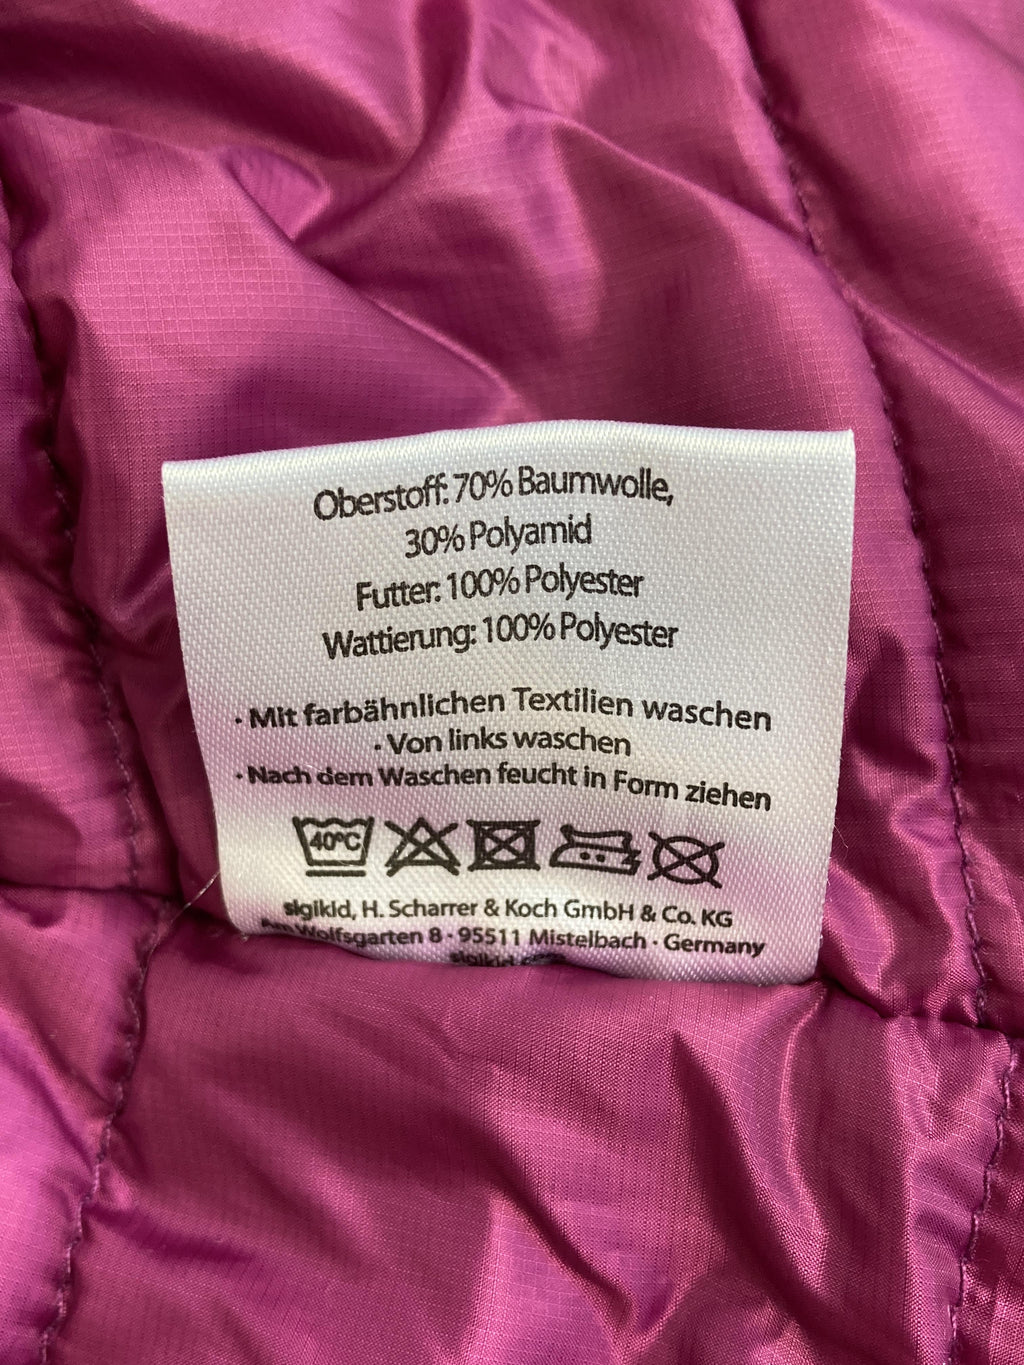 Oberstoff: 70% Baumwolle,
30% Polyamid
Futter: 100% Polyester
Wattierung: 100% Polyester
· Mit farbähnlichen Textilien waschen
· Von links waschen
· Nach dem Waschen feucht in Form ziehen
40°C
sigikid, H. Scharrer & Koch GmbH & Co. KG
Am Wolfsgarten 8 · 95511 Mistelbach · Germany